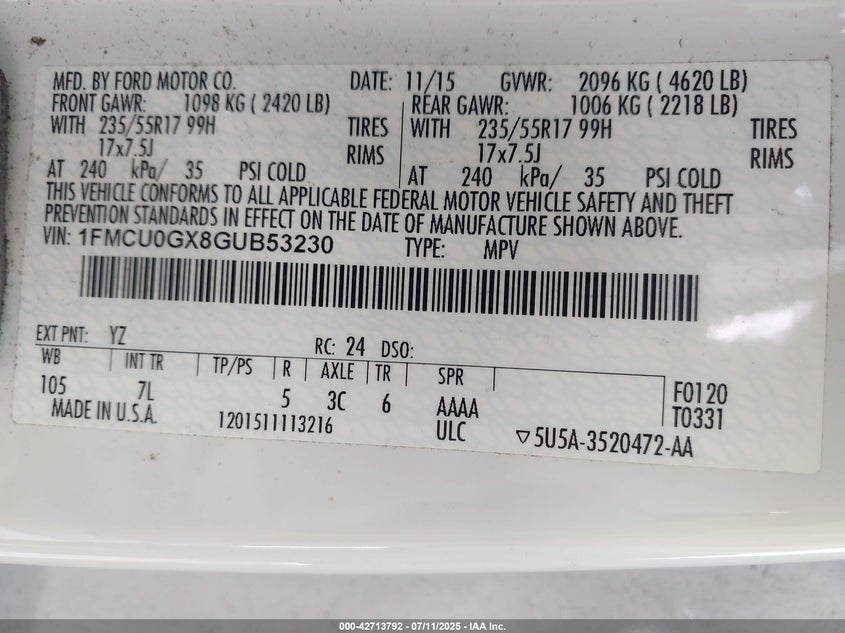 MFD. BY FORD MOTOR CO. DATE: 11/15 GVWR: 2096 KG ( 4620 LB)
FRONT GAWR: 1098 KG ( 2420 LB) REAR GAWR: 1006 KG ( 2218 LB)
WITH 235/55R17 99H TIRES WITH 235/55R17 99H TIRES
17x7.5J RIMS 17x7.5J RIMS
AT 240 kPa/ 35 PSI COLD AT 240 kPa/ 35 PSI COLD
THIS VEHICLE CONFORMS TO ALL APPLICABLE FEDERAL MOTOR VEHICLE SAFETY AND THEFT
PREVENTION STANDARDS IN EFFECT ON THE DATE OF MANUFACTURE SHOWN ABOVE.
VIN: 1FMCU0GX8GUB53230 TYPE: MPV
EXT PNT: YZ RC: 24 DSO:
WB INT TR TP/PS R AXLE TR SPR
105 7L 5 3C 6 AAAA F0120
MADE IN U.S.A. 1201511113216 ULC T0331
▽5U5A-3520472-AA
000-42713792 - 07/11/2025 - IAA Inc.